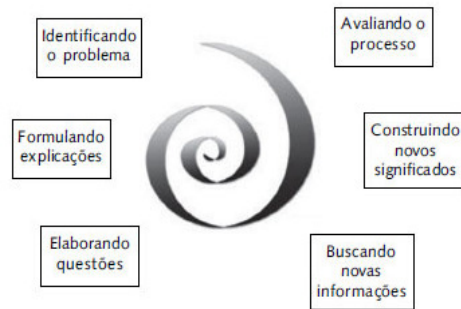 Identificando
o problema
Formulando
explicações
Elaborando
questões
Buscando
novas
informações
Construindo
novos
significados
Avaliando o
processo